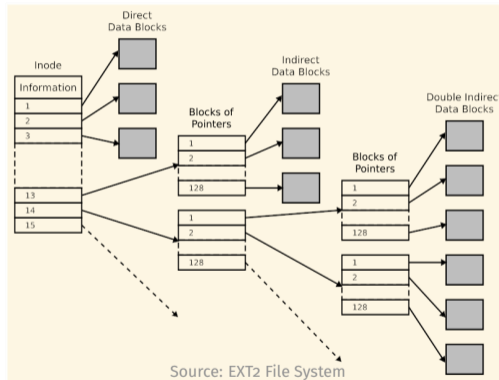 Direct
Data Blocks
Inode
Information
1
2
3
13
14
15
Indirect
Data Blocks
Blocks of
Pointers
1
2
128
1
2
128
Double Indirec
Data Blocks
Blocks of
Pointers
1
2
128
1
2
128
Source: EXT2 File System